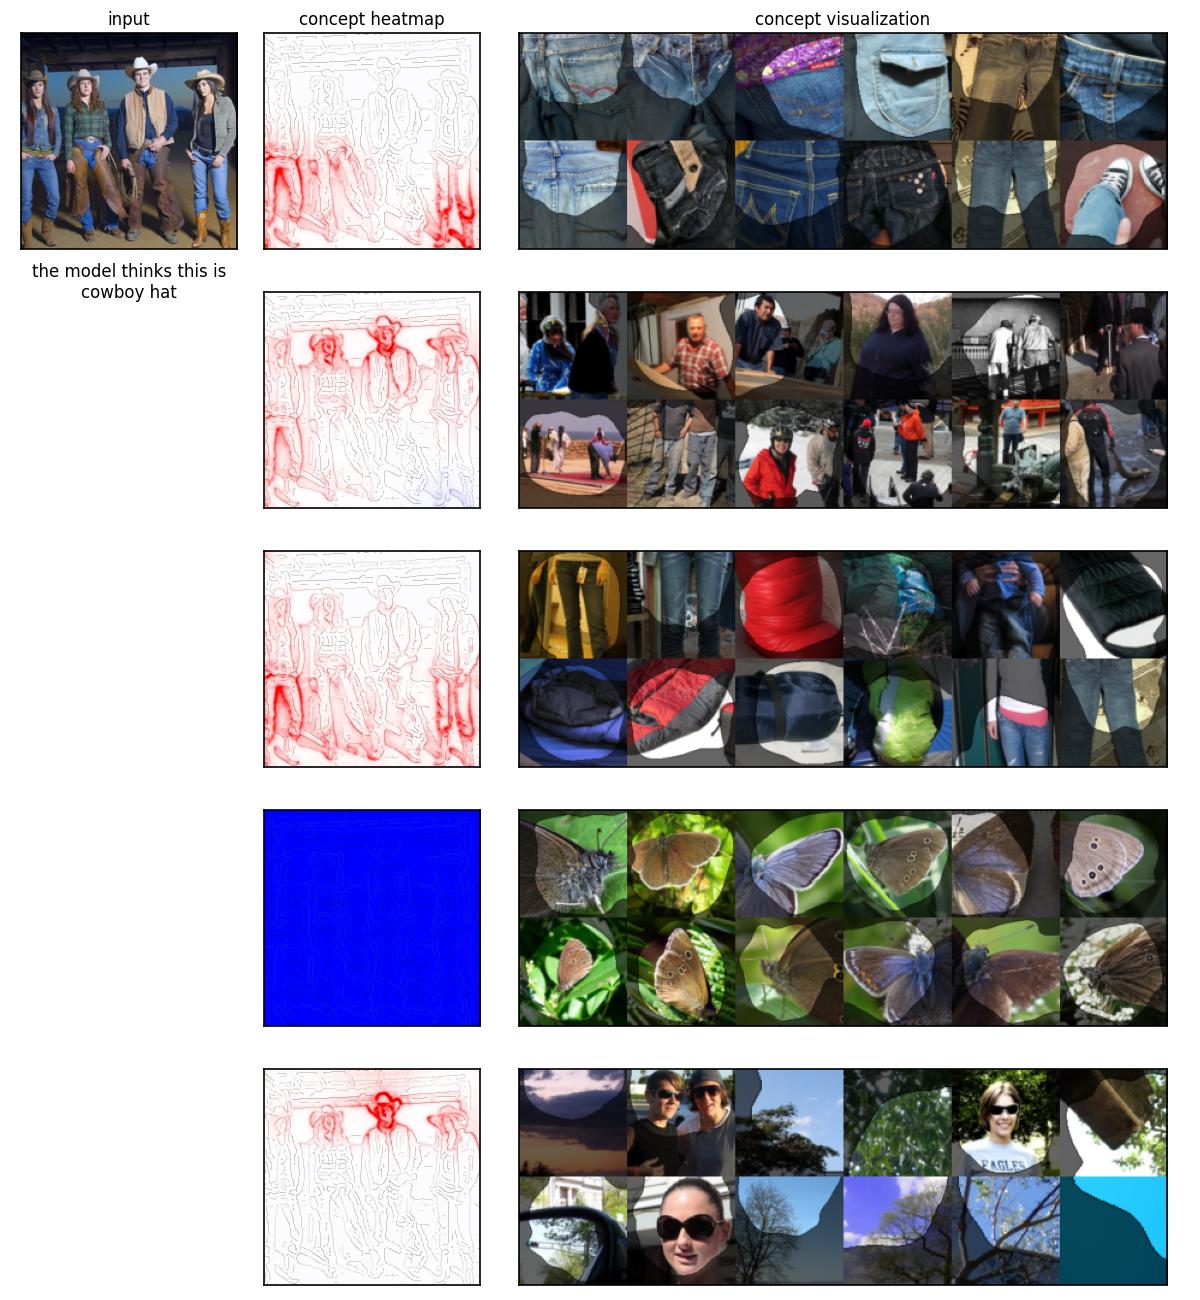 input
concept heatmap
concept visualization
the model thinks this is
cowboy hat
EAGLES